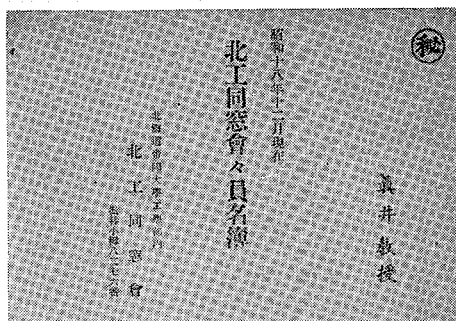 ㊙
眞井教授
昭和十八年十二月現在
北工同窓會々員名簿
北海道帝國大學工學部內
北工同窓會